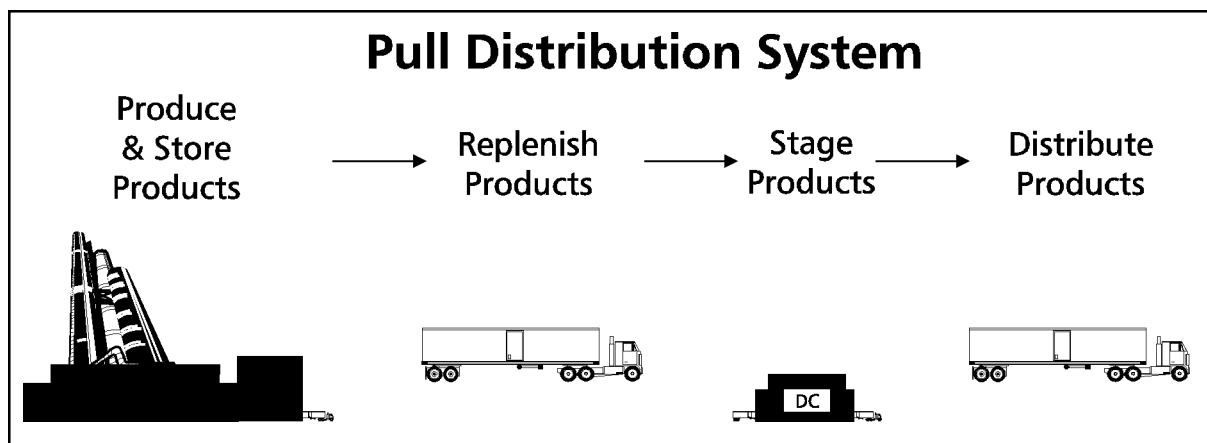 Pull Distribution System
Produce
& Store
Products
Replenish
Products
Stage
Products
Distribute
Products
DC